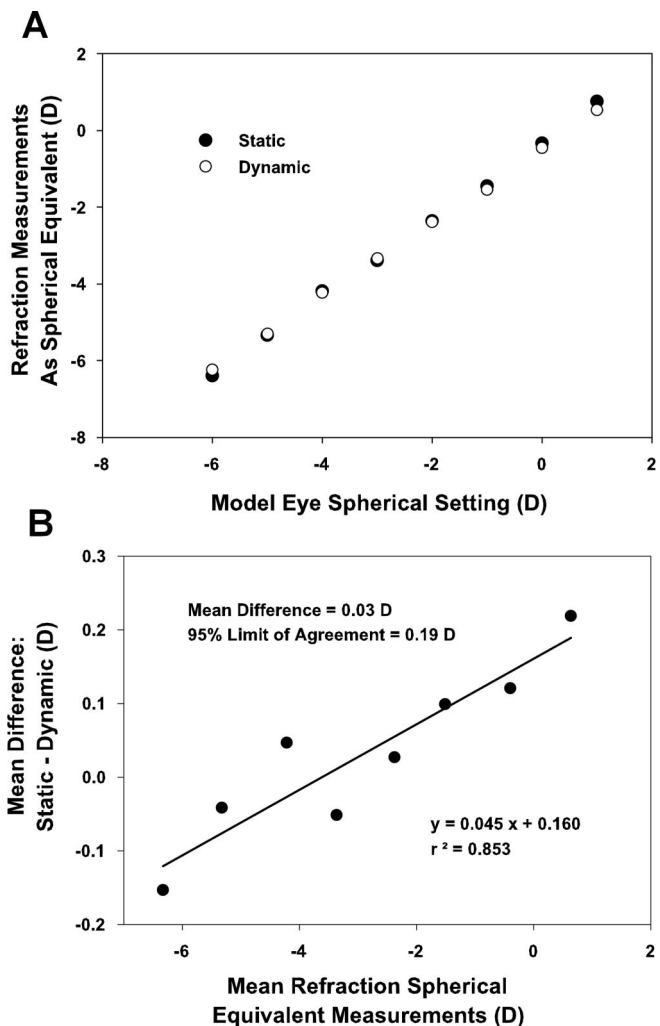 A
Refraction Measurements
As Spherical Equivalent (D)
2
0
-2
-4
-6
-8
Static
Dynamic
-8 -6 -4 -2 0 2
Model Eye Spherical Setting (D)
B
Mean Difference:
Static - Dynamic (D)
0.3
0.2
0.1
0.0
-0.1
-0.2
Mean Difference = 0.03 D
95% Limit of Agreement = 0.19 D
y = 0.045 x + 0.160
r ² = 0.853
-6 -4 -2 0 2
Mean Refraction Spherical
Equivalent Measurements (D)